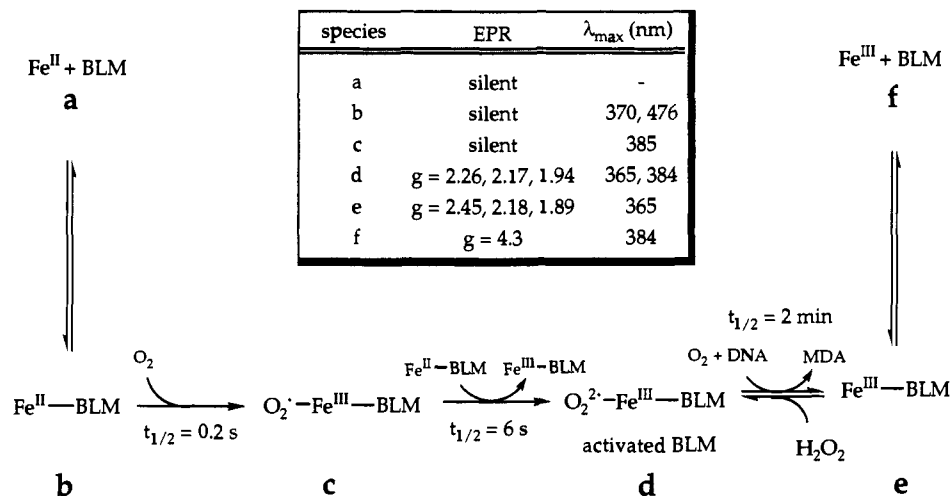 species EPR λmax (nm)
a silent -
b silent 370, 476
c silent 385
d g = 2.26, 2.17, 1.94 365, 384
e g = 2.45, 2.18, 1.89 365
f g = 4.3 384
Fe^II + BLM
a
Fe^III + BLM
f
O2
Fe^II—BLM
t1/2 = 0.2 s
O2·-Fe^III—BLM
Fe^II—BLM Fe^III—BLM
t1/2 = 6 s
O2^2·-Fe^III—BLM
activated BLM
t1/2 = 2 min
O2 + DNA MDA
H2O2
Fe^III—BLM
b c d e